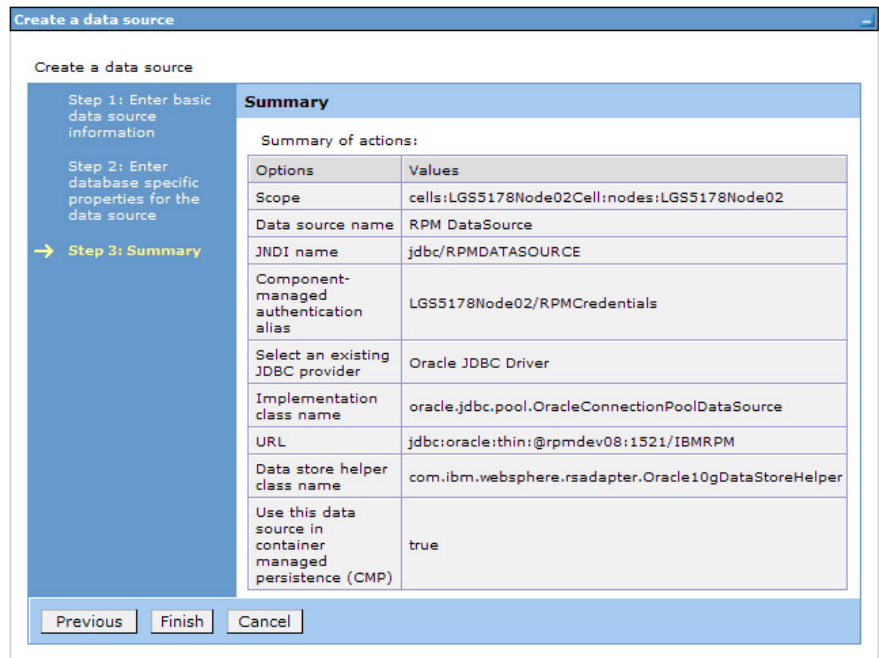 Create a data source
Create a data source
Step 1: Enter basic
data source
information
Step 2: Enter
database specific
properties for the
data source
Step 3: Summary
Summary
Summary of actions:
Options Values
Scope cells:LGS5178Node02Cell:nodes:LGS5178Node02
Data source name RPM DataSource
JNDI name jdbc/RPMDATASOURCE
Component-
managed
authentication
alias
LGS5178Node02/RPMCredentials
Select an existing
JDBC provider
Oracle JDBC Driver
Implementation
class name
oracle.jdbc.pool.OracleConnectionPoolDataSource
URL jdbc:oracle:thin:@rpmdev08:1521/IBMRPM
Data store helper
class name
com.ibm.websphere.rsadapter.Oracle10gDataStoreHelper
Use this data
source in
container
managed
persistence (CMP)
true
Previous Finish Cancel